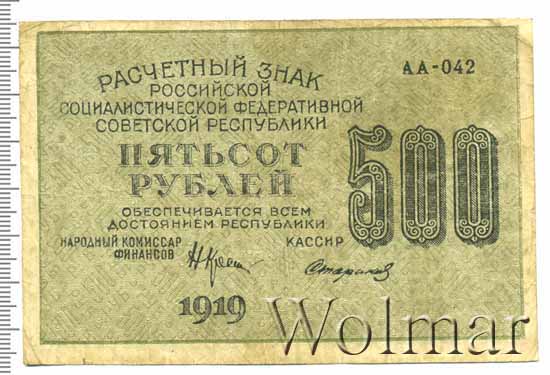 РАСЧЕТНЫЙ ЗНАК
РОССИЙСКОЙ
СОЦИАЛИСТИЧЕСКОЙ ФЕДЕРАТИВНОЙ
СОВЕТСКОЙ РЕСПУБЛИКИ
АА-042
ПЯТЬСОТ
РУБЛЕЙ
500
ОБЕСПЕЧИВАЕТСЯ ВСЕМ
ДОСТОЯНИЕМ РЕСПУБЛИКИ
НАРОДНЫЙ КОМИССАР
ФИНАНСОВ
КАССИР
Стариков
1919
Wolmar